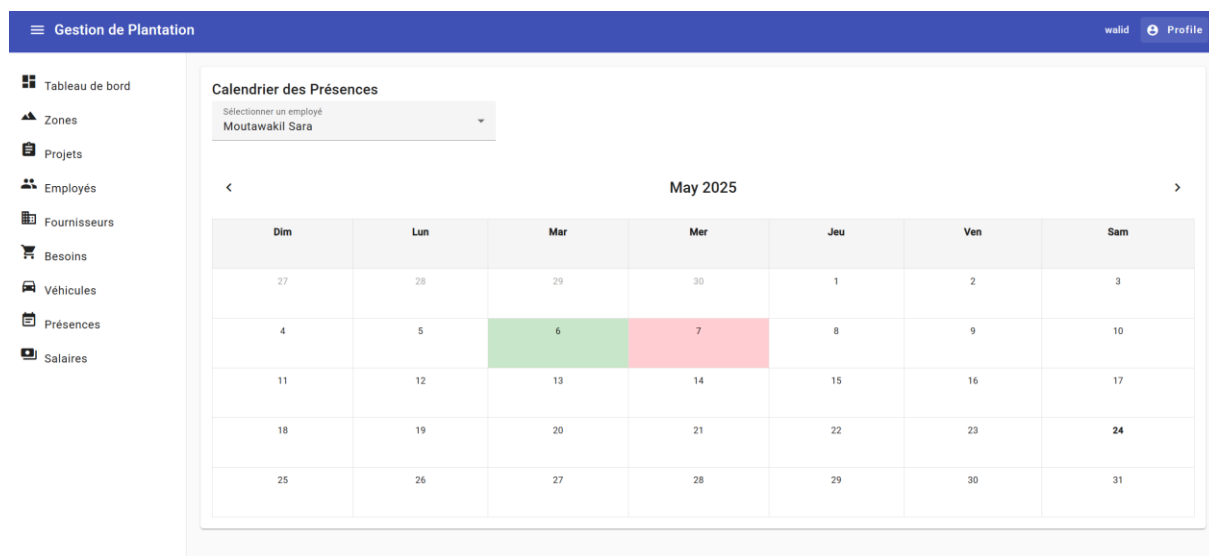 Gestion de Plantation
walid Profile
Tableau de bord
Zones
Projets
Employés
Fournisseurs
Besoins
Véhicules
Présences
Salaires
Calendrier des Présences
Sélectionner un employé
Moutawakil Sara
May 2025
Dim Lun Mar Mer Jeu Ven Sam
27 28 29 30 1 2 3
4 5 6 7 8 9 10
11 12 13 14 15 16 17
18 19 20 21 22 23 24
25 26 27 28 29 30 31